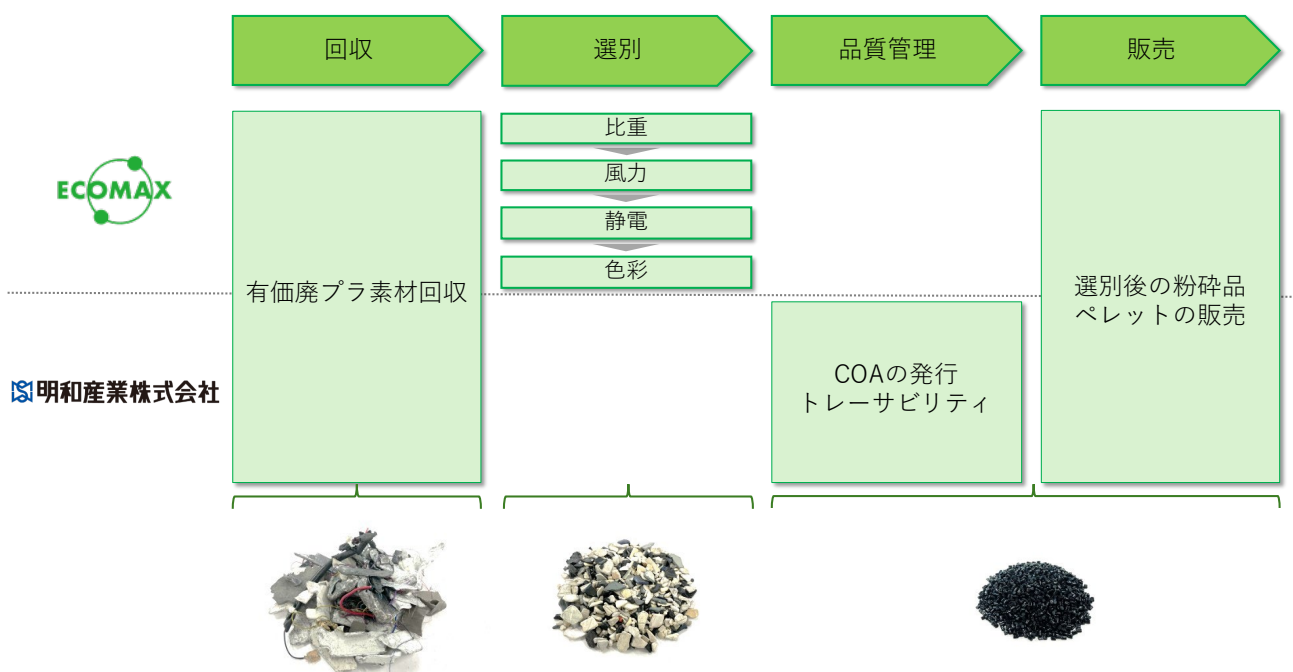 回収
選別
品質管理
販売
ECOMAX
明和産業株式会社
有価廃プラ素材回収
比重
風力
静電
色彩
COAの発行
トレーサビリティ
選別後の粉砕品
ペレットの販売